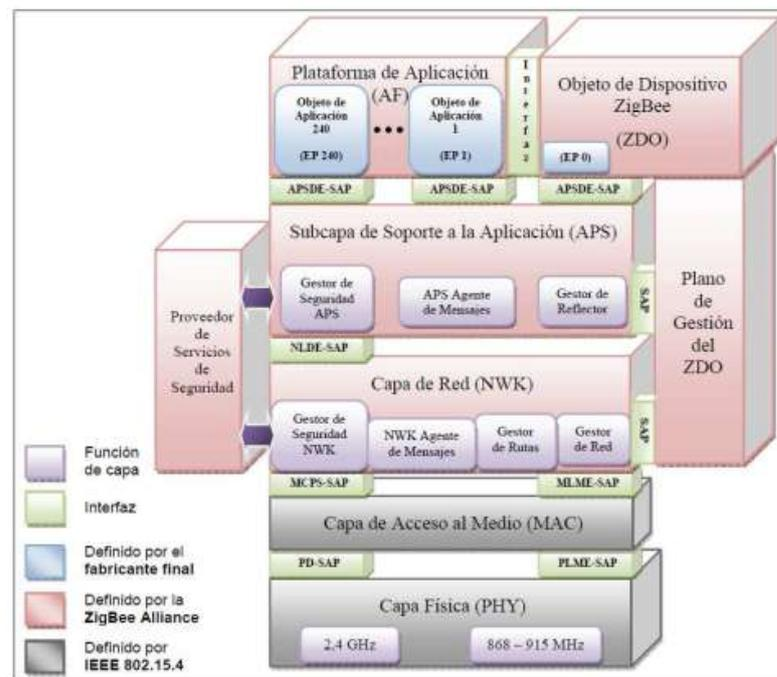 Plataforma de Aplicación
(AF)
Objeto de
Aplicación
240
(EP 240)
•••
Objeto de
Aplicación
1
(EP 1)
Interfaz
Objeto de Dispositivo
ZigBee
(ZDO)
(EP 0)
APSDE-SAP
APSDE-SAP
APSDE-SAP
Subcapa de Soporte a la Aplicación (APS)
Gestor de
Seguridad
APS
APS Agente
de Mensajes
Gestor de
Reflector
SAP
Plano
de
Gestión
del
ZDO
Proveedor
de
Servicios
de
Seguridad
NLDE-SAP
Capa de Red (NWK)
Gestor de
Seguridad
NWK
NWK Agente
de Mensajes
Gestor
de Rutas
Gestor
de Red
SAP
MCPS-SAP
MLME-SAP
Capa de Acceso al Medio (MAC)
PD-SAP
PLME-SAP
Capa Física (PHY)
2.4 GHz
868 – 915 MHz
Función
de capa
Interfaz
Definido por el
fabricante final
Definido por la
ZigBee Alliance
Definido por
IEEE 802.15.4